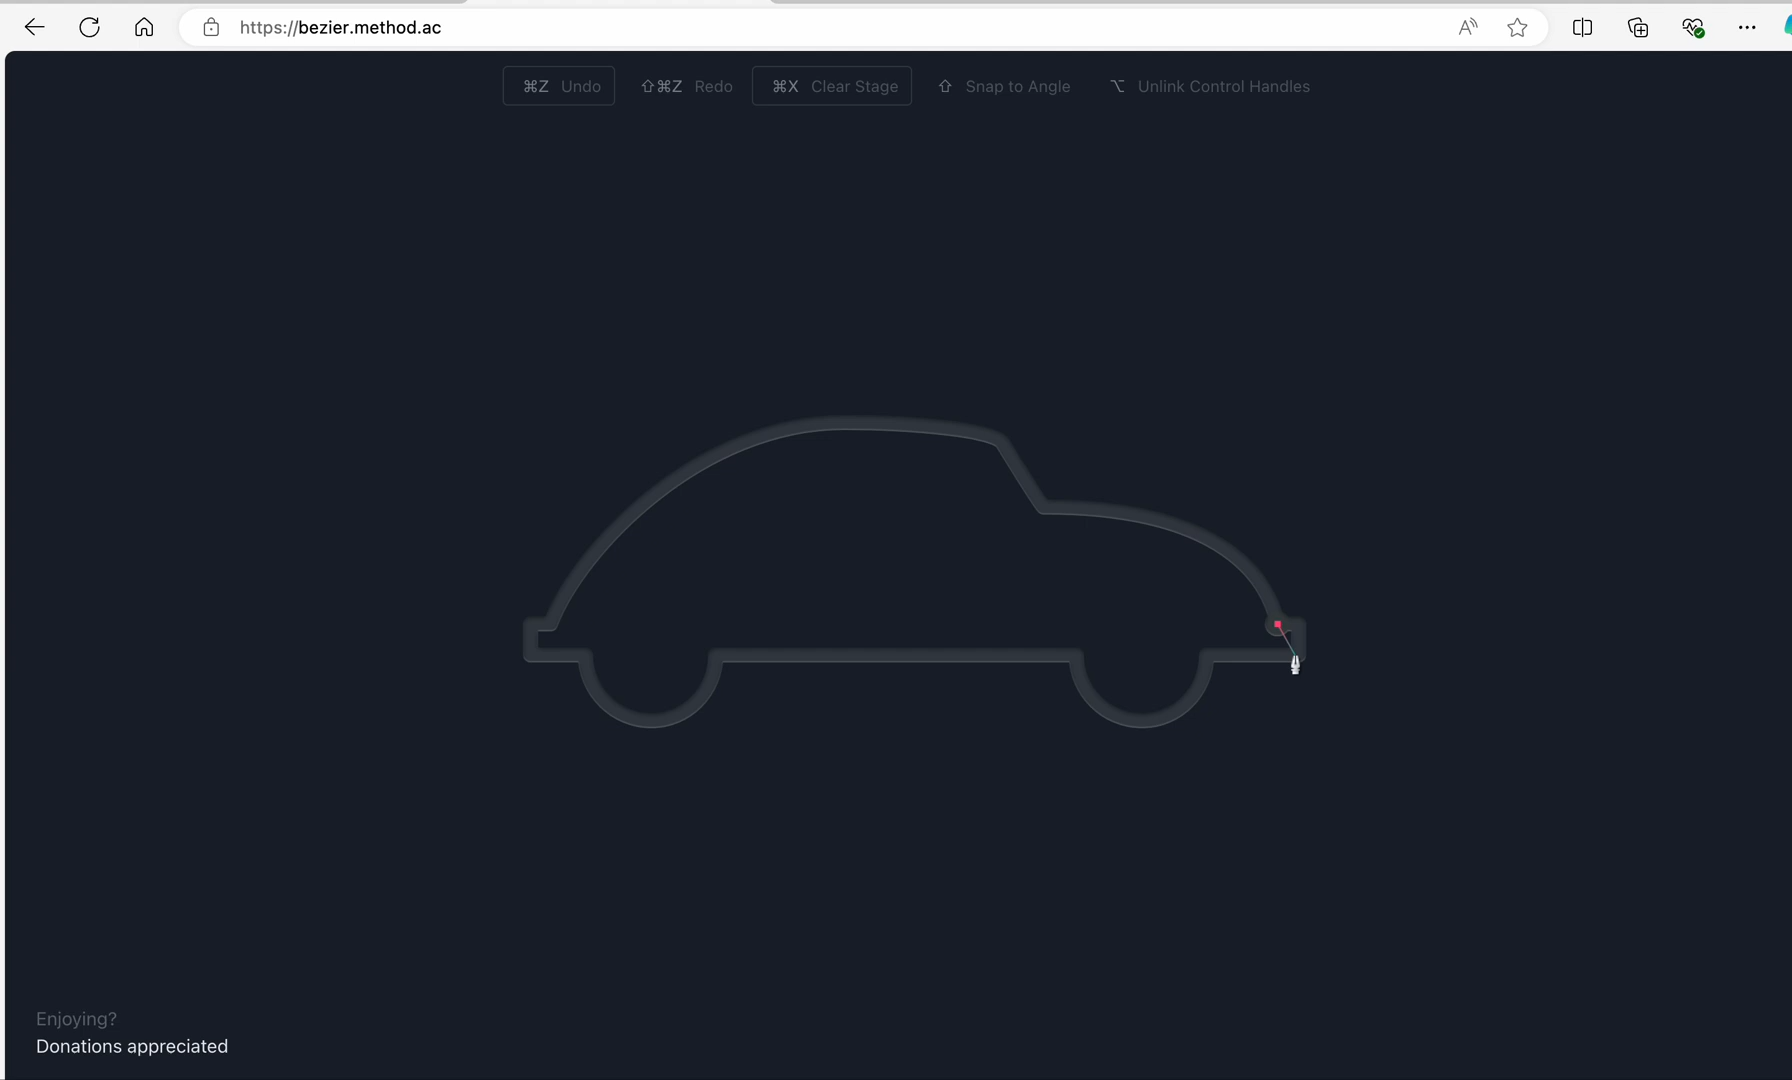 https://bezier.method.ac
⌘Z Undo ⇧⌘Z Redo ⌘X Clear Stage ⇧ Snap to Angle ⌥ Unlink Control Handles
Enjoying?
Donations appreciated